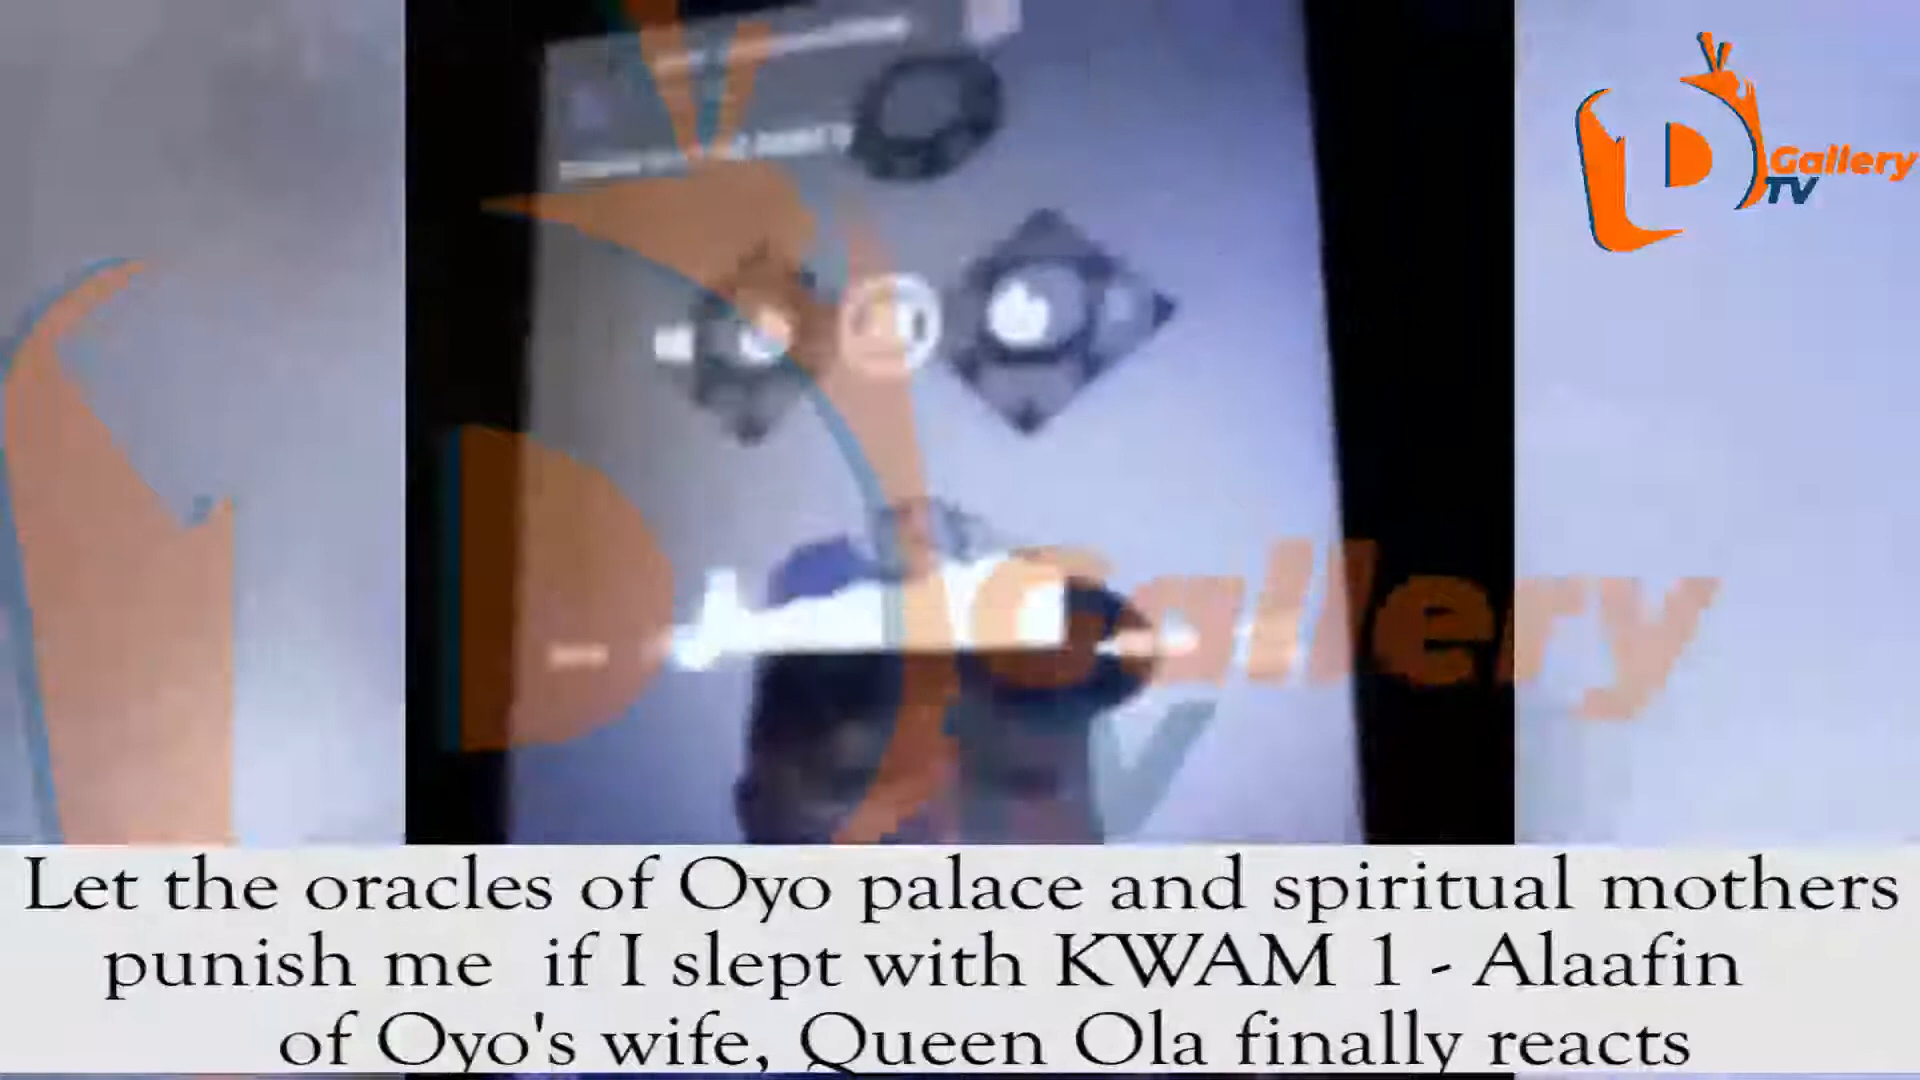 D
Gallery
TV
Gallery
Let the oracles of Oyo palace and spiritual mothers
punish me  if I slept with KWAM 1 - Alaafin
of Oyo's wife, Queen Ola finally reacts